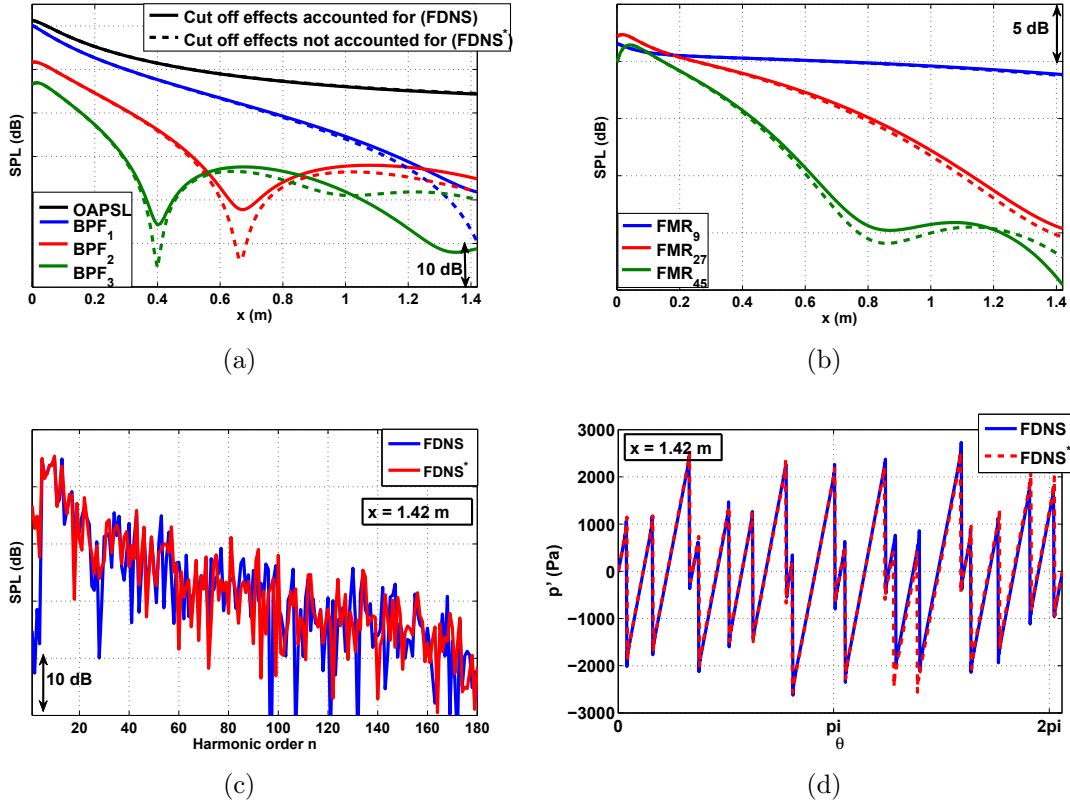 SPL (dB)
Cut off effects accounted for (FDNS)
Cut off effects not accounted for (FDNS*)
OAPSL
BPF1
BPF2
BPF3
10 dB
0 0.2 0.4 0.6 0.8 1 1.2 1.4
x (m)
(a)
SPL (dB)
5 dB
FMR9
FMR27
FMR45
0 0.2 0.4 0.6 0.8 1 1.2 1.4
x (m)
(b)
SPL (dB)
FDNS
FDNS*
x = 1.42 m
10 dB
20 40 60 80 100 120 140 160 180
Harmonic order n
(c)
p' (Pa)
3000
2000
1000
0
−1000
−2000
−3000
x = 1.42 m
FDNS
FDNS*
0 pi 2pi
θ
(d)